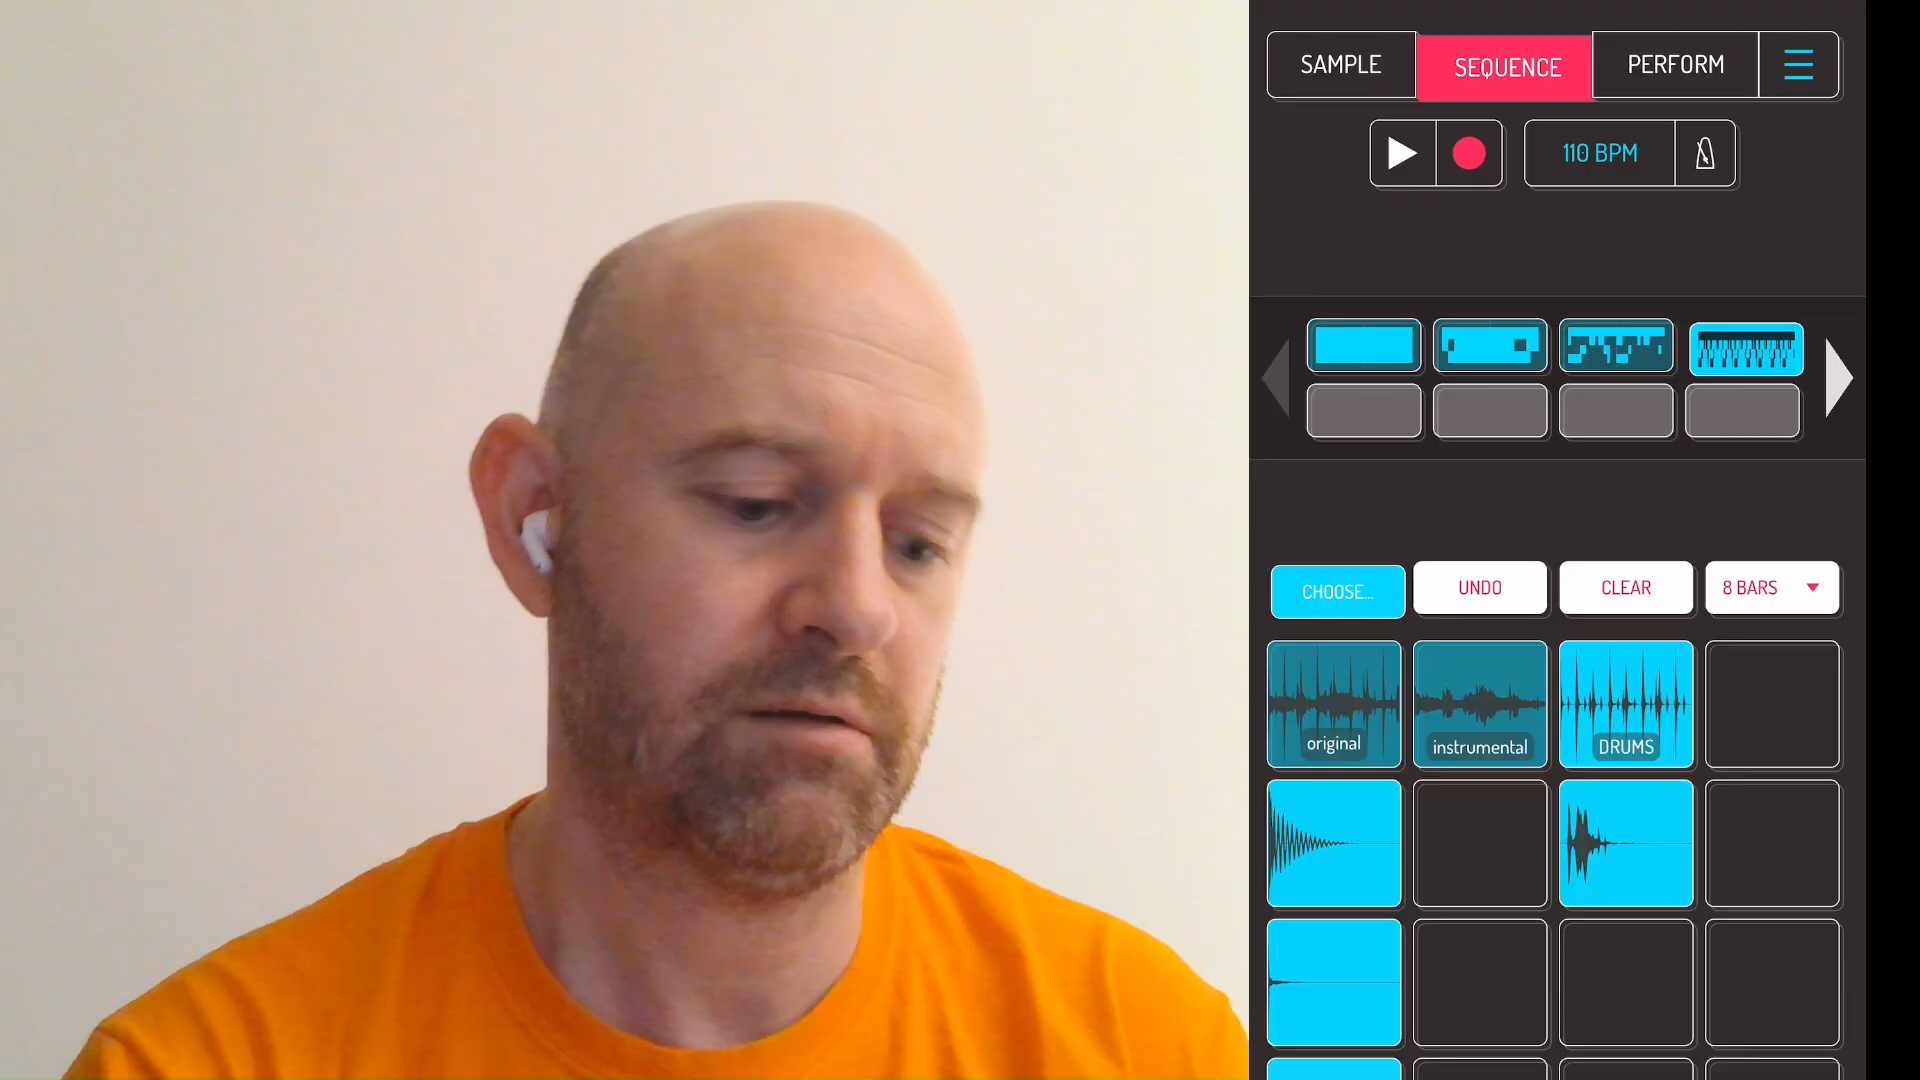 SAMPLE SEQUENCE PERFORM
110 BPM
CHOOSE... UNDO CLEAR 8 BARS
original instrumental DRUMS